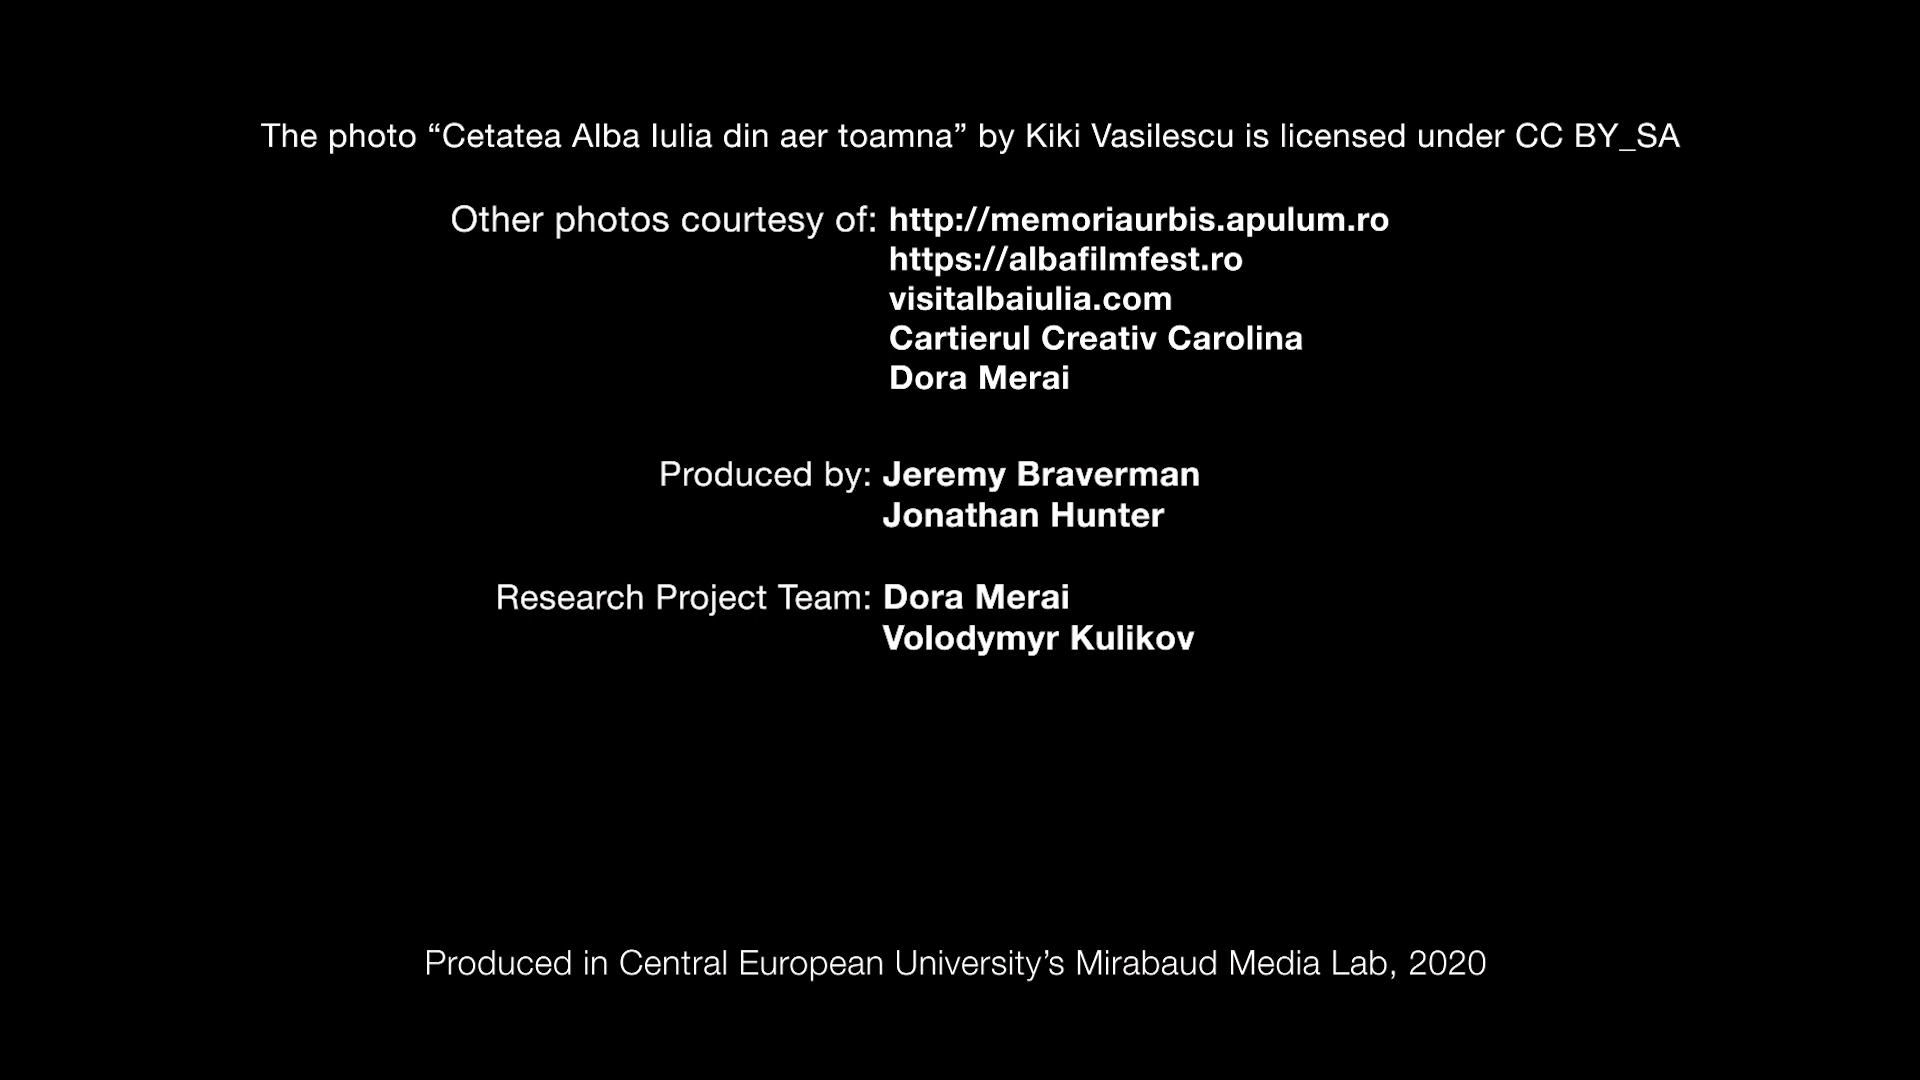 The photo “Cetatea Alba Iulia din aer toamna” by Kiki Vasilescu is licensed under CC BY_SA
Other photos courtesy of: http://memoriaurbis.apulum.ro
https://albafilmfest.ro
visitalbaiulia.com
Cartierul Creativ Carolina
Dora Merai
Produced by: Jeremy Braverman
Jonathan Hunter
Research Project Team: Dora Merai
Volodymyr Kulikov
Produced in Central European University’s Mirabaud Media Lab, 2020